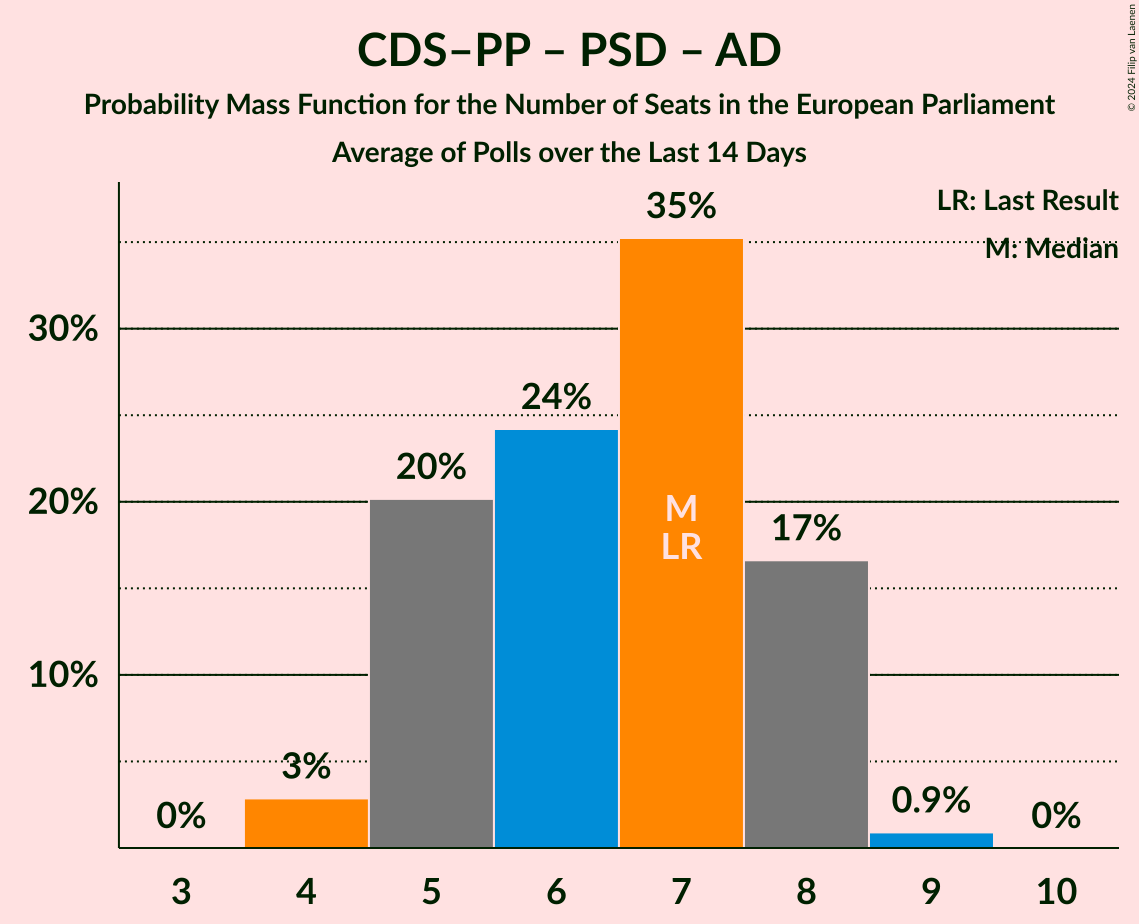 CDS–PP – PSD – AD
Probability Mass Function for the Number of Seats in the European Parliament
Average of Polls over the Last 14 Days
© 2024 Filip van Laenen
LR: Last Result
M: Median
35%
30%
24%
20%
20%
M
LR
17%
10%
3%
0%
0.9%
0%
3 4 5 6 7 8 9 10